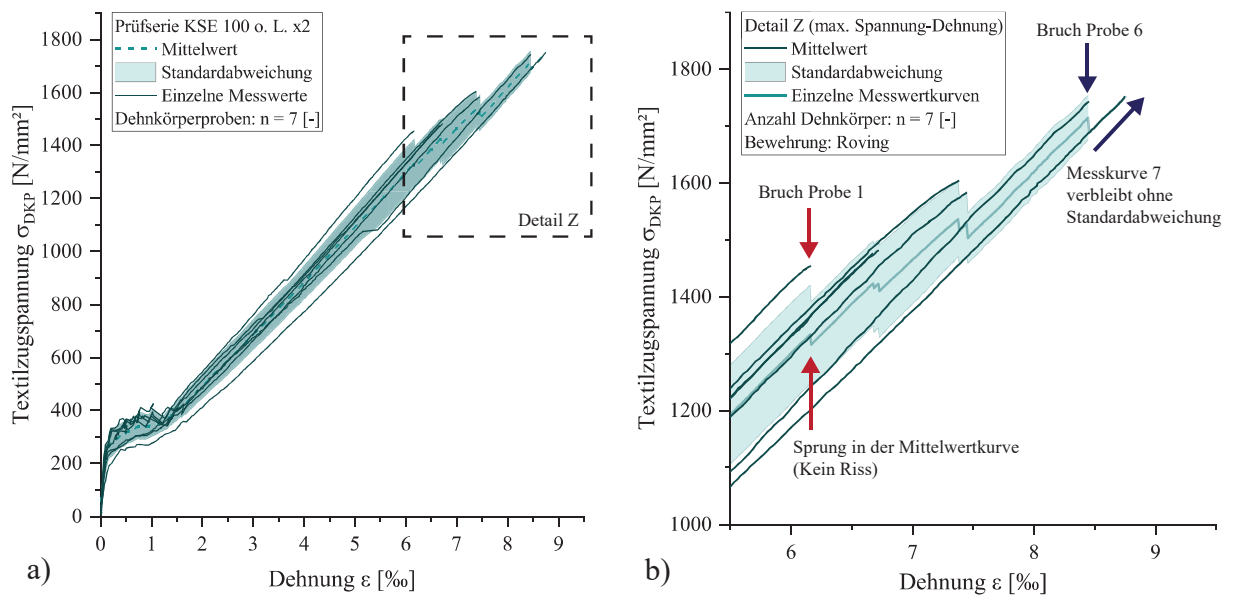 Prüfserie KSE 100 o. L. x2
Mittelwert
Standardabweichung
Einzelne Messwerte
Dehnkörperproben: n = 7 [-]
Detail Z
Textilzugspannung σDKP [N/mm²]
1800
1600
1400
1200
1000
800
600
400
200
0
0 1 2 3 4 5 6 7 8 9
Dehnung ε [‰]
a)
Detail Z (max. Spannung-Dehnung)
Mittelwert
Standardabweichung
Einzelne Messwertkurven
Anzahl Dehnkörper: n = 7 [-]
Bewehrung: Roving
Bruch Probe 6
Bruch Probe 1
Messkurve 7
verbleibt ohne
Standardabweichung
Sprung in der Mittelwertkurve
(Kein Riss)
Textilzugspannung σDKP [N/mm²]
1800
1600
1400
1200
1000
6 7 8 9
Dehnung ε [‰]
b)